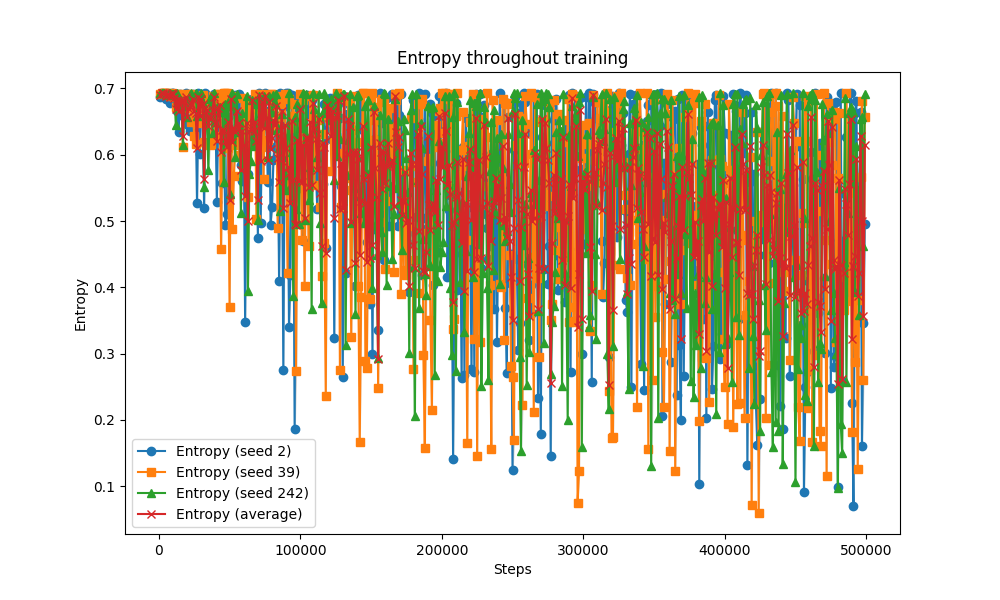 Entropy throughout training
Entropy
0.7
0.6
0.5
0.4
0.3
0.2
0.1
Entropy (seed 2)
Entropy (seed 39)
Entropy (seed 242)
Entropy (average)
0 100000 200000 300000 400000 500000
Steps